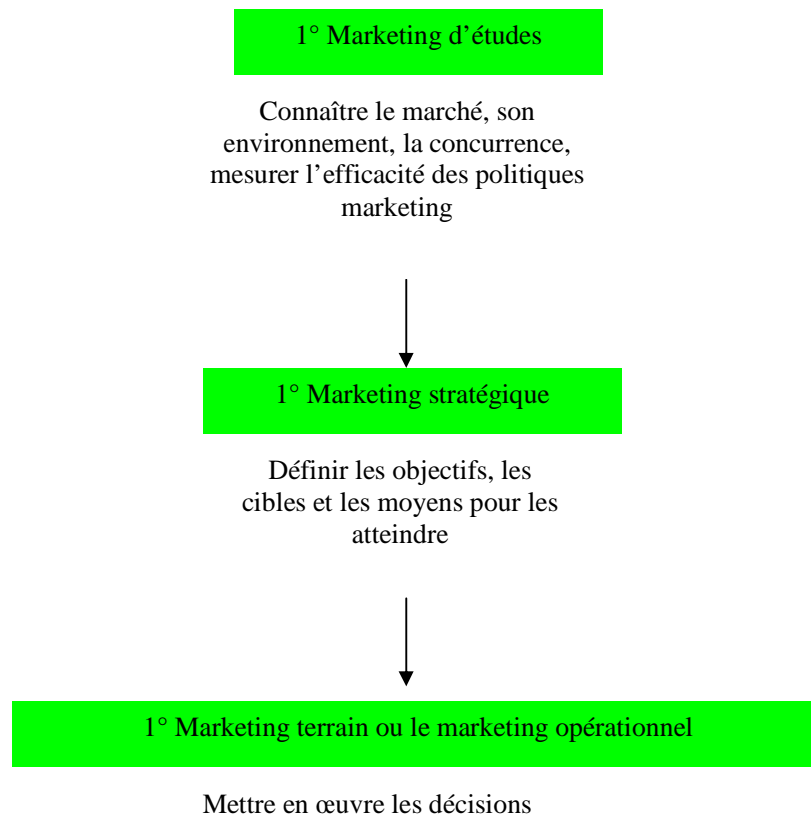 1° Marketing d’études
Connaître le marché, son
environnement, la concurrence,
mesurer l’efficacité des politiques
marketing
1° Marketing stratégique
Définir les objectifs, les
cibles et les moyens pour les
atteindre
1° Marketing terrain ou le marketing opérationnel
Mettre en œuvre les décisions